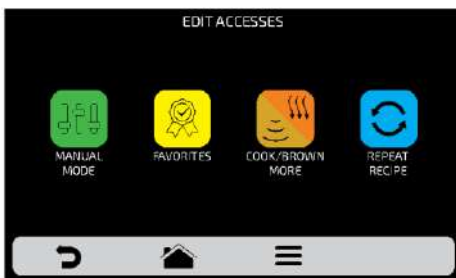 EDIT ACCESSES
MANUAL
MODE
FAVORITES
COOK/BROWN
MORE
REPEAT
RECIPE